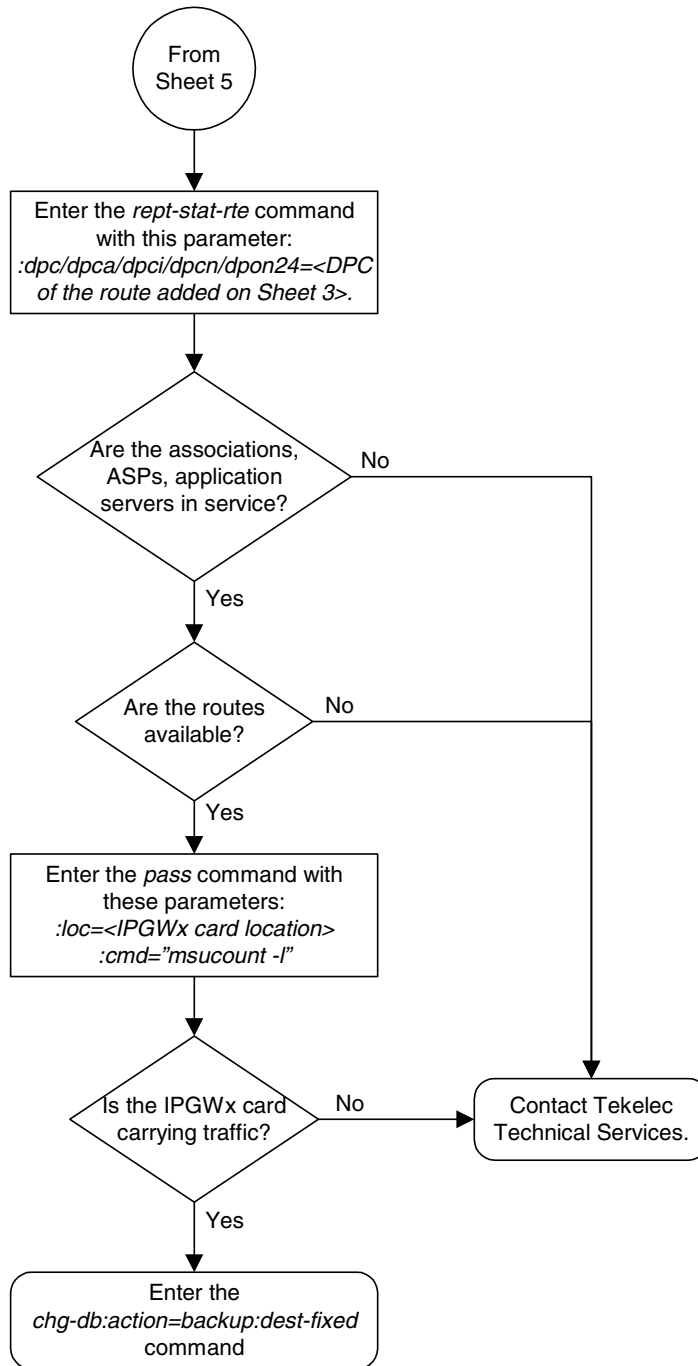 From
Sheet 5
Enter the rept-stat-rte command
with this parameter:
:dpc/dpca/dpci/dpcn/dpon24=<DPC
of the route added on Sheet 3>.
Are the associations,
ASPs, application
servers in service?
No
Yes
Are the routes
available?
No
Yes
Enter the pass command with
these parameters:
:loc=<IPGWx card location>
:cmd=”msucount -l”
Is the IPGWx card
carrying traffic?
No
Contact Tekelec
Technical Services.
Yes
Enter the
chg-db:action=backup:dest-fixed
command